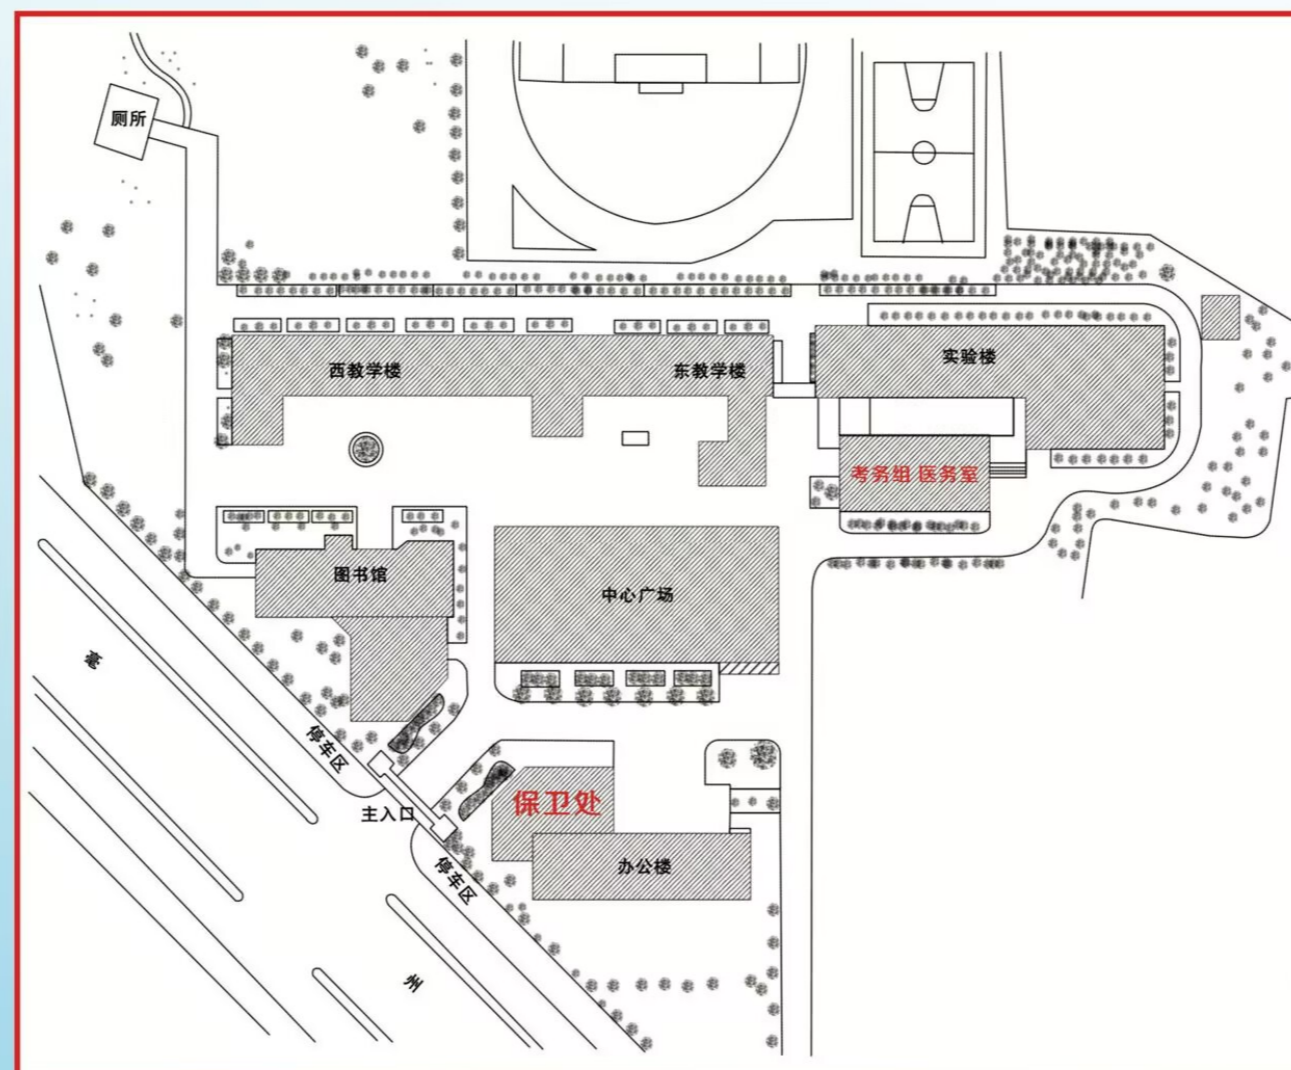 厕所
西教学楼
东教学楼
实验楼
考务组 医务室
图书馆
中心广场
亳
停车区
主入口
保卫处
停车区
办公楼
州